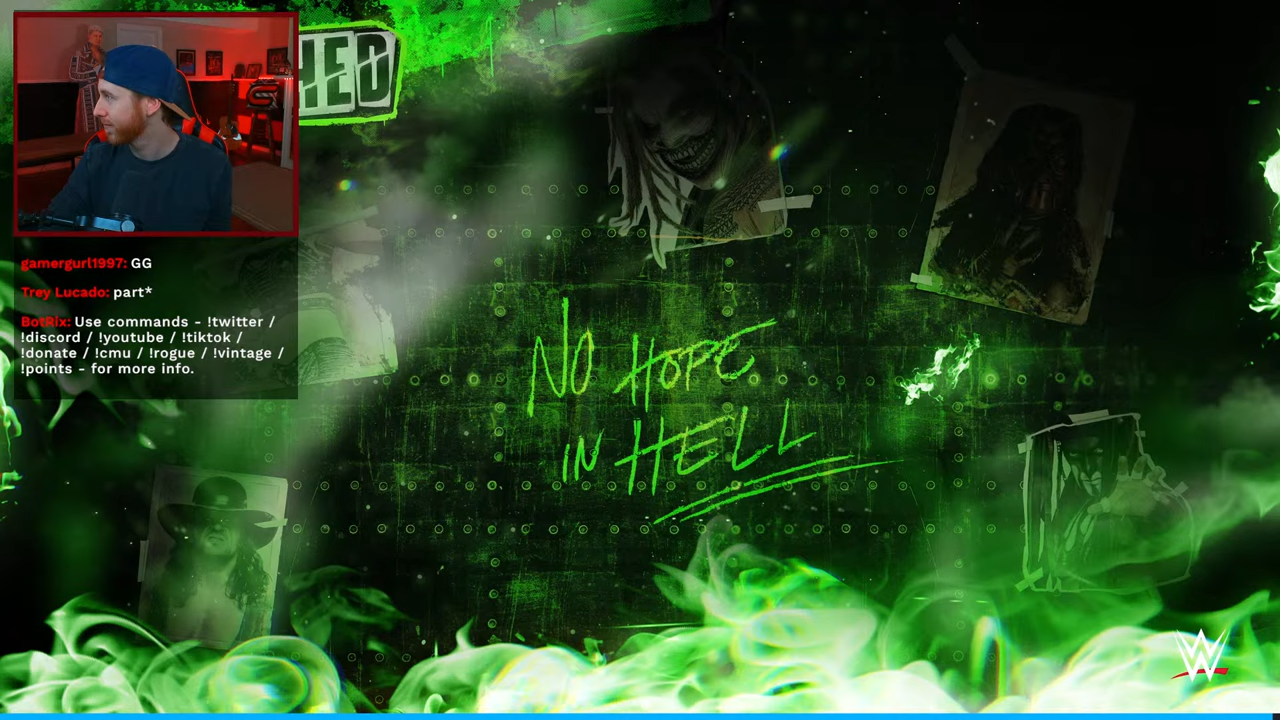 HED
gamergurl1997: GG
Trey Lucado: part*
BotRix: Use commands - !twitter /
!discord / !youtube / !tiktok /
!donate / !cmu / !rogue / !vintage /
!points - for more info.
NO HOPE
IN HELL
W